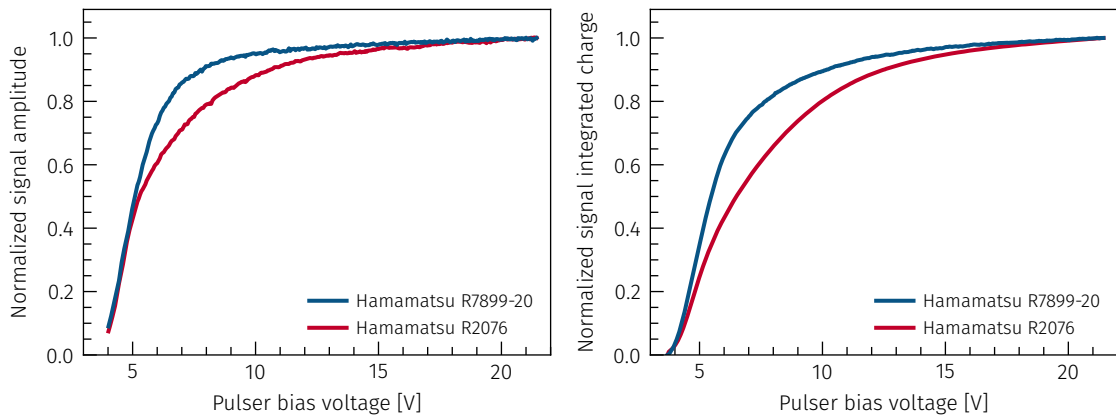 Normalized signal amplitude
1.0
0.8
0.6
0.4
0.2
0.0
5
10
15
20
Pulser bias voltage [V]
Hamamatsu R7899-20
Hamamatsu R2076
Normalized signal integrated charge
1.0
0.8
0.6
0.4
0.2
0.0
5
10
15
20
Pulser bias voltage [V]
Hamamatsu R7899-20
Hamamatsu R2076